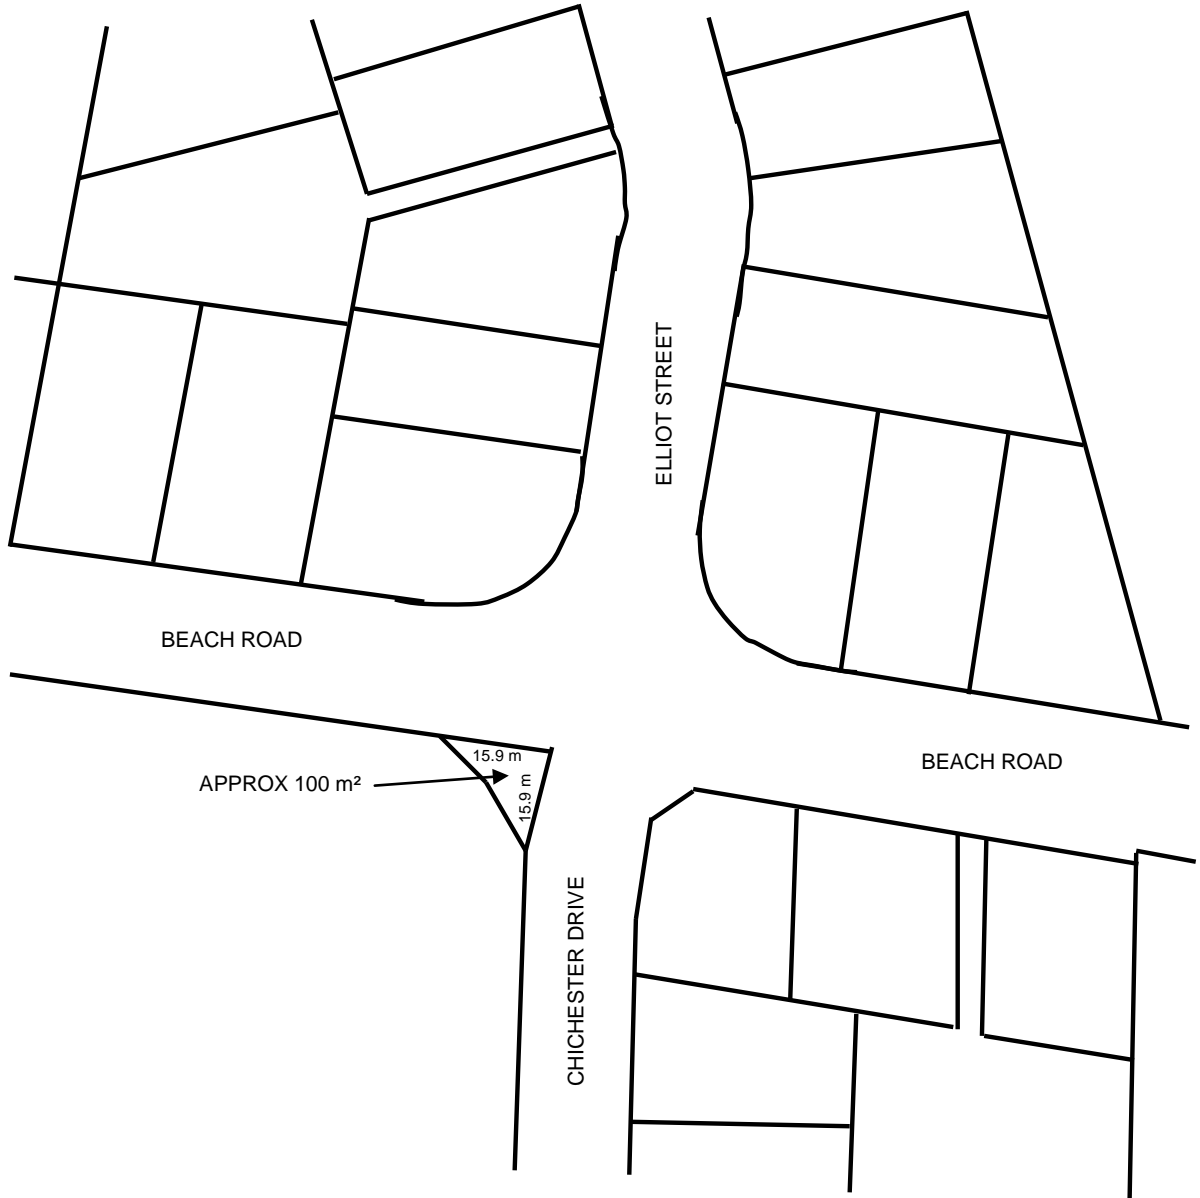 ELLIOT STREET
BEACH ROAD
15.9 m
BEACH ROAD
APPROX 100 m²
15.9 m
CHICHESTER DRIVE